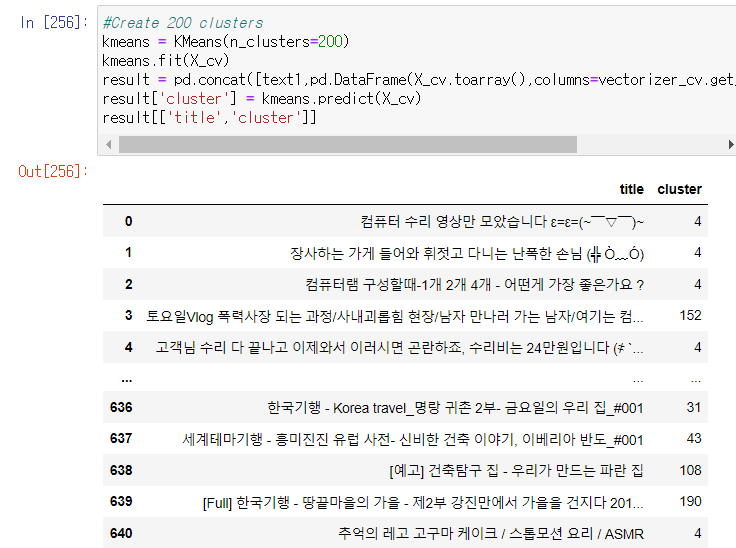 In [256]:
#Create 200 clusters
kmeans = KMeans(n_clusters=200)
kmeans.fit(X_cv)
result = pd.concat([text1,pd.DataFrame(X_cv.toarray(),columns=vectorizer_cv.get_
result['cluster'] = kmeans.predict(X_cv)
result[['title','cluster']]
Out[256]:
title cluster
0 컴퓨터 수리 영상만 모았습니다 ε=ε=(~￣▽￣)~ 4
1 장사하는 가게 들어와 휘젓고 다니는 난폭한 손님 (╬ Ò﹏Ó) 4
2 컴퓨터램 구성할때-1개 2개 4개 - 어떤게 가장 좋은가요 ? 4
3 토요일Vlog 폭력사장 되는 과정/사내괴롭힘 현장/남자 만나러 가는 남자/여기는 컴... 152
4 고객님 수리 다 끝나고 이제와서 이러시면 곤란하죠, 수리비는 24만원입니다 (ﾒ`... 4
... ... ...
636 한국기행 - Korea travel_명랑 귀촌 2부- 금요일의 우리 집_#001 31
637 세계테마기행 - 흥미진진 유럽 사전- 신비한 건축 이야기, 이베리아 반도_#001 43
638 [예고] 건축탐구 집 - 우리가 만드는 파란 집 108
639 [Full] 한국기행 - 땅끝마을의 가을 - 제2부 강진만에서 가을을 건지다 201... 190
640 추억의 레고 고구마 케이크 / 스톱모션 요리 / ASMR 4